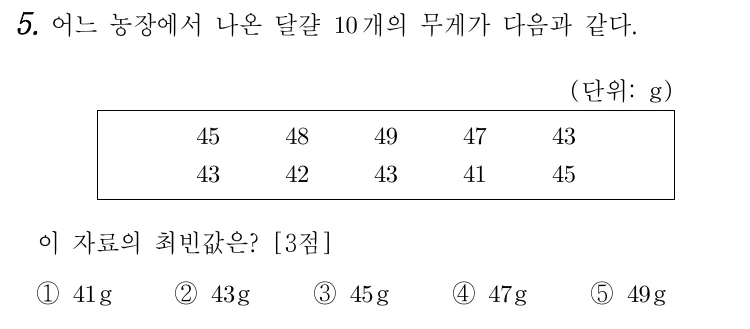 5. 어느 농장에서 나온 달걀 10개의 무게가 다음과 같다.
(단위: g)
45 48 49 47 43
43 42 43 41 45
이 자료의 최빈값은? [3점]
① 41g ② 43g ③ 45g ④ 47g ⑤ 49g